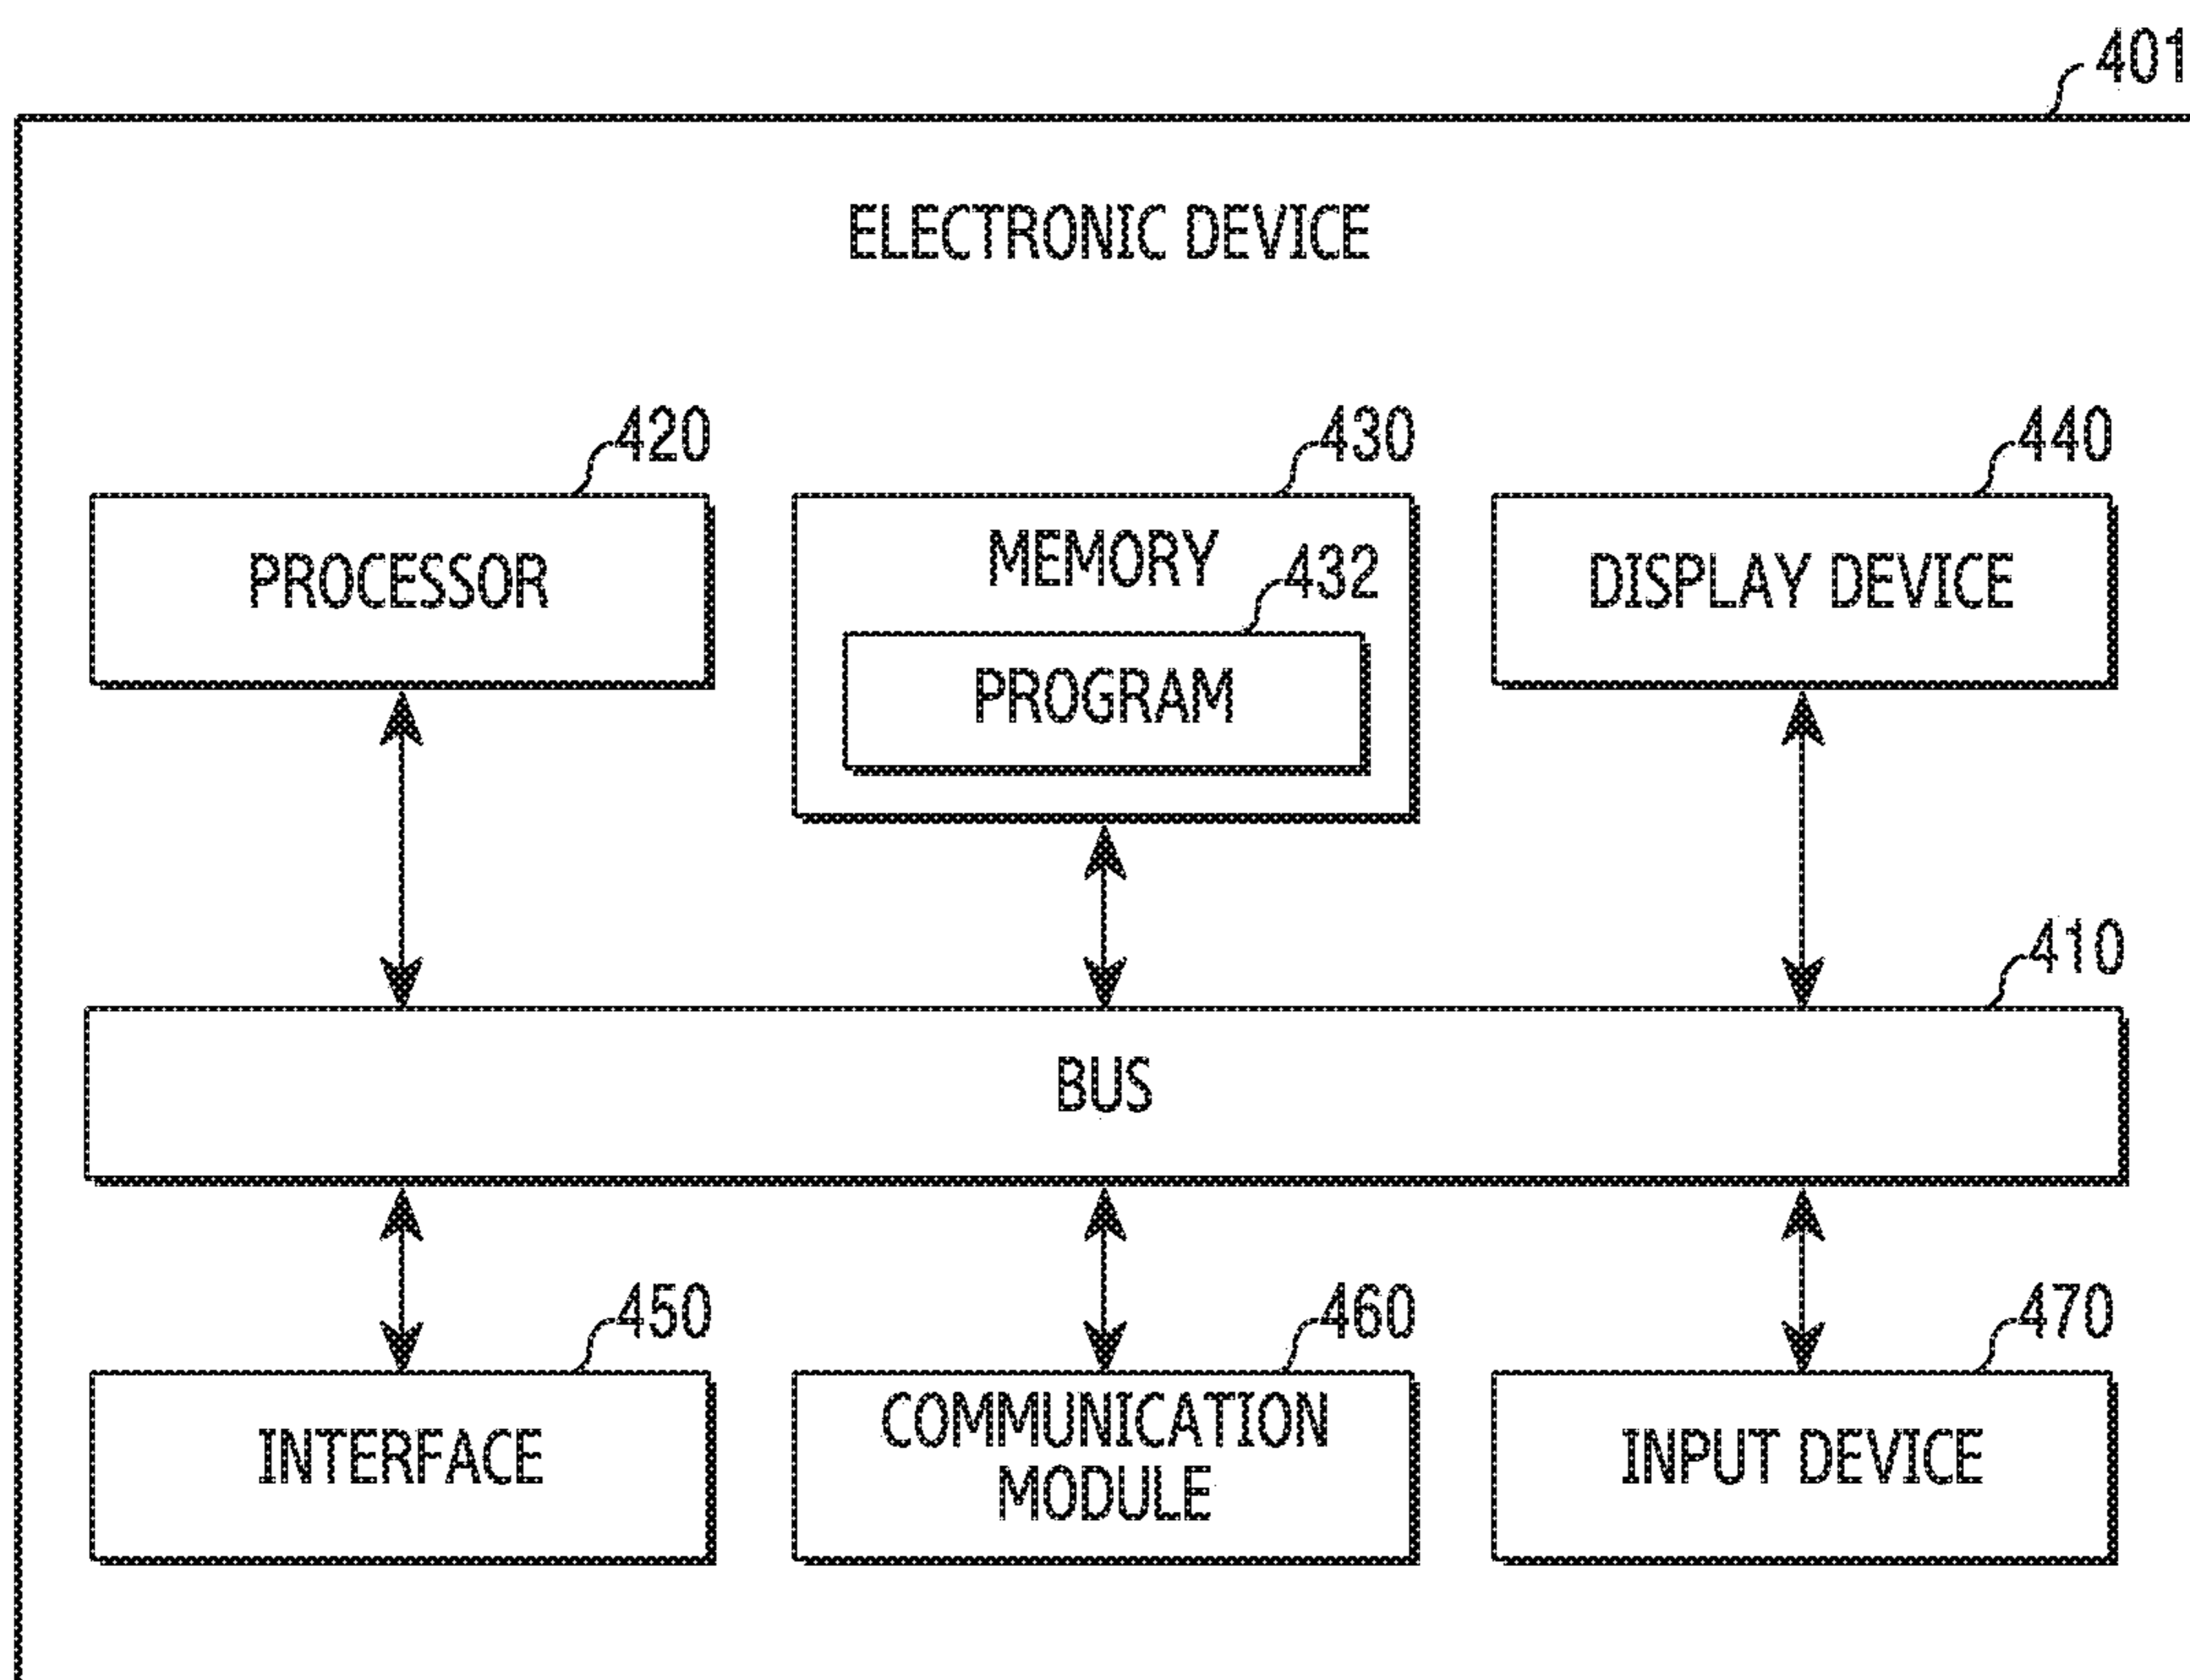 401
ELECTRONIC DEVICE
420
430
440
PROCESSOR
MEMORY
432
PROGRAM
DISPLAY DEVICE
410
BUS
450
460
470
INTERFACE
COMMUNICATION
MODULE
INPUT DEVICE